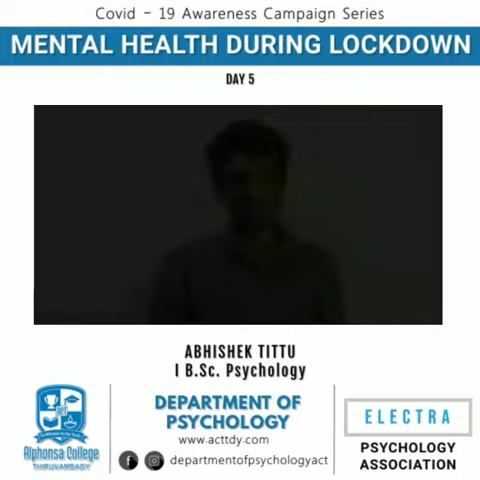 Covid - 19 Awareness Campaign Series
MENTAL HEALTH DURING LOCKDOWN
DAY 5
ABHISHEK TITTU
I B.Sc. Psychology
Alphonsa College
THIRUVAMBADY
DEPARTMENT OF
PSYCHOLOGY
www.acttdy.com
departmentofpsychologyact
ELECTRA
PSYCHOLOGY
ASSOCIATION